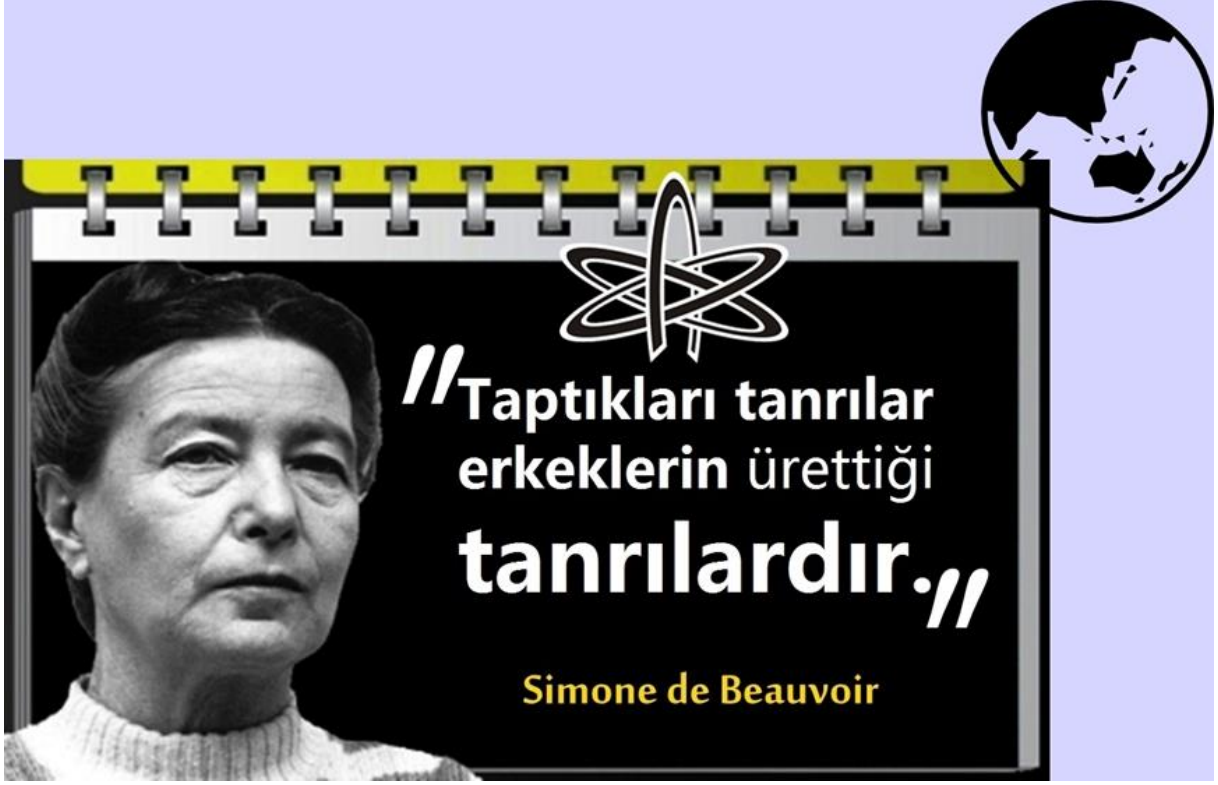 "Taptıkları tanrılar
erkeklerin ürettiği
tanrılardır."
Simone de Beauvoir